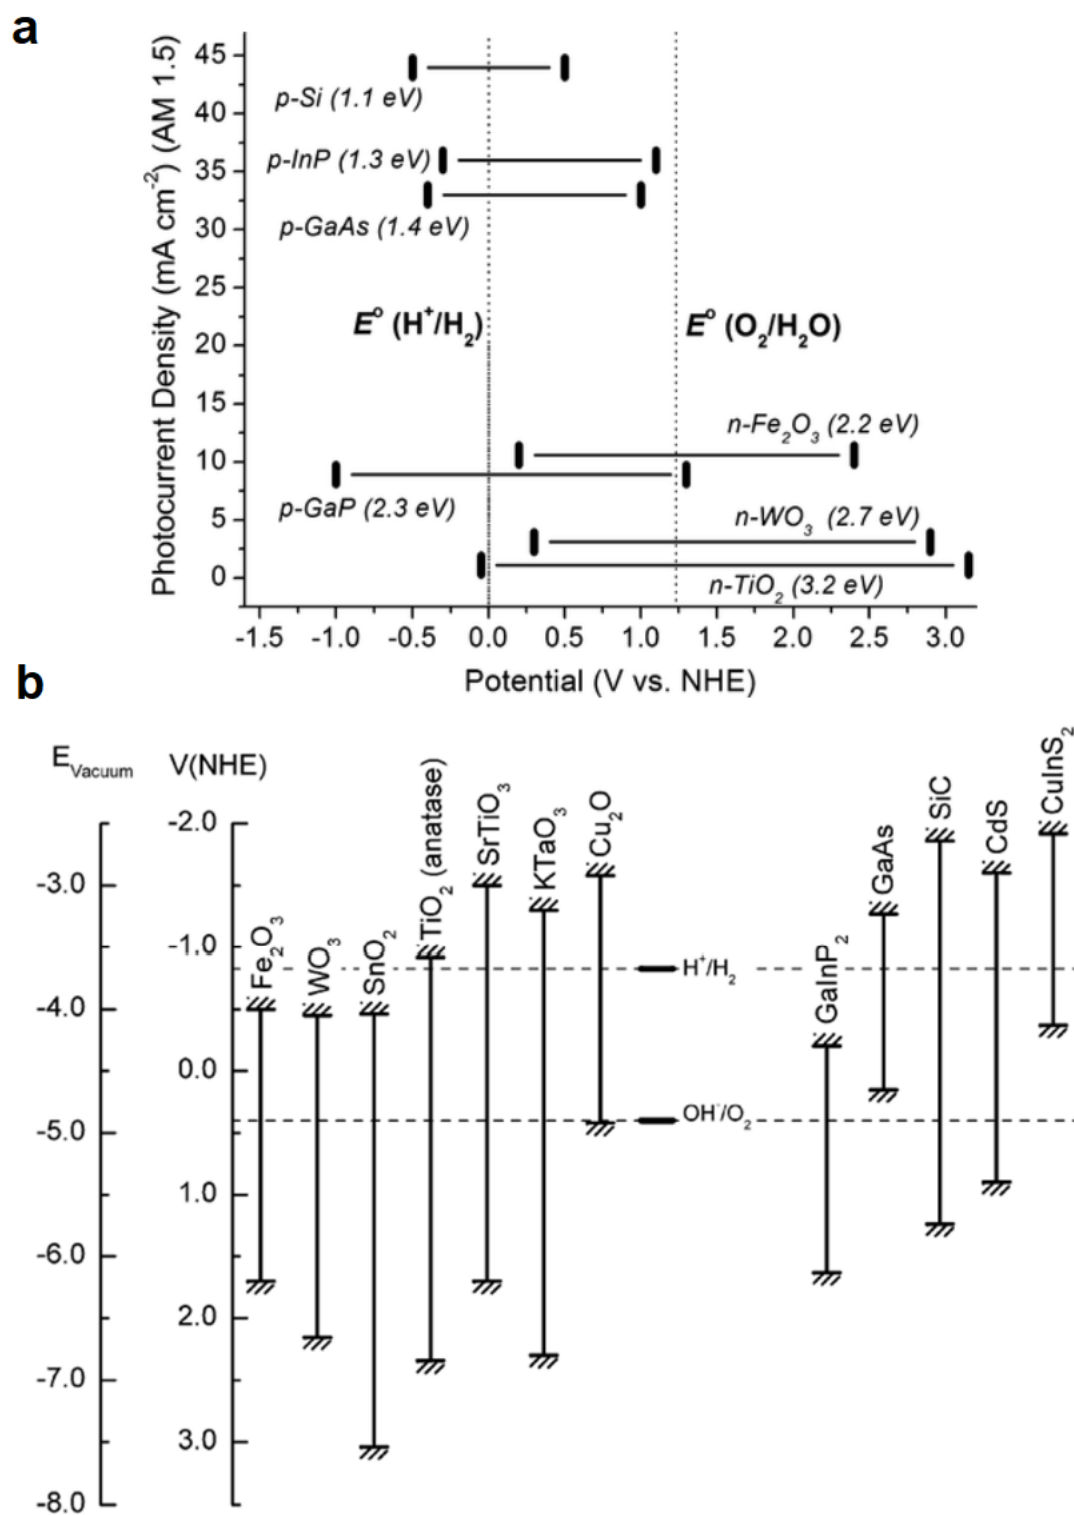 a
Photocurrent Density (mA cm⁻²) (AM 1.5)
45
40
35
30
25
20
15
10
5
0
p-Si (1.1 eV)
p-InP (1.3 eV)
p-GaAs (1.4 eV)
E° (H⁺/H₂)
E° (O₂/H₂O)
n-Fe₂O₃ (2.2 eV)
p-GaP (2.3 eV)
n-WO₃ (2.7 eV)
n-TiO₂ (3.2 eV)
-1.5 -1.0 -0.5 0.0 0.5 1.0 1.5 2.0 2.5 3.0
Potential (V vs. NHE)
b
E_Vacuum
-3.0
-4.0
-5.0
-6.0
-7.0
-8.0
V(NHE)
-2.0
-1.0
0.0
1.0
2.0
3.0
Fe₂O₃
WO₃
SnO₂
TiO₂ (anatase)
SrTiO₃
KTaO₃
Cu₂O
H⁺/H₂
OH⁻/O₂
GaInP₂
GaAs
SiC
CdS
CuInS₂